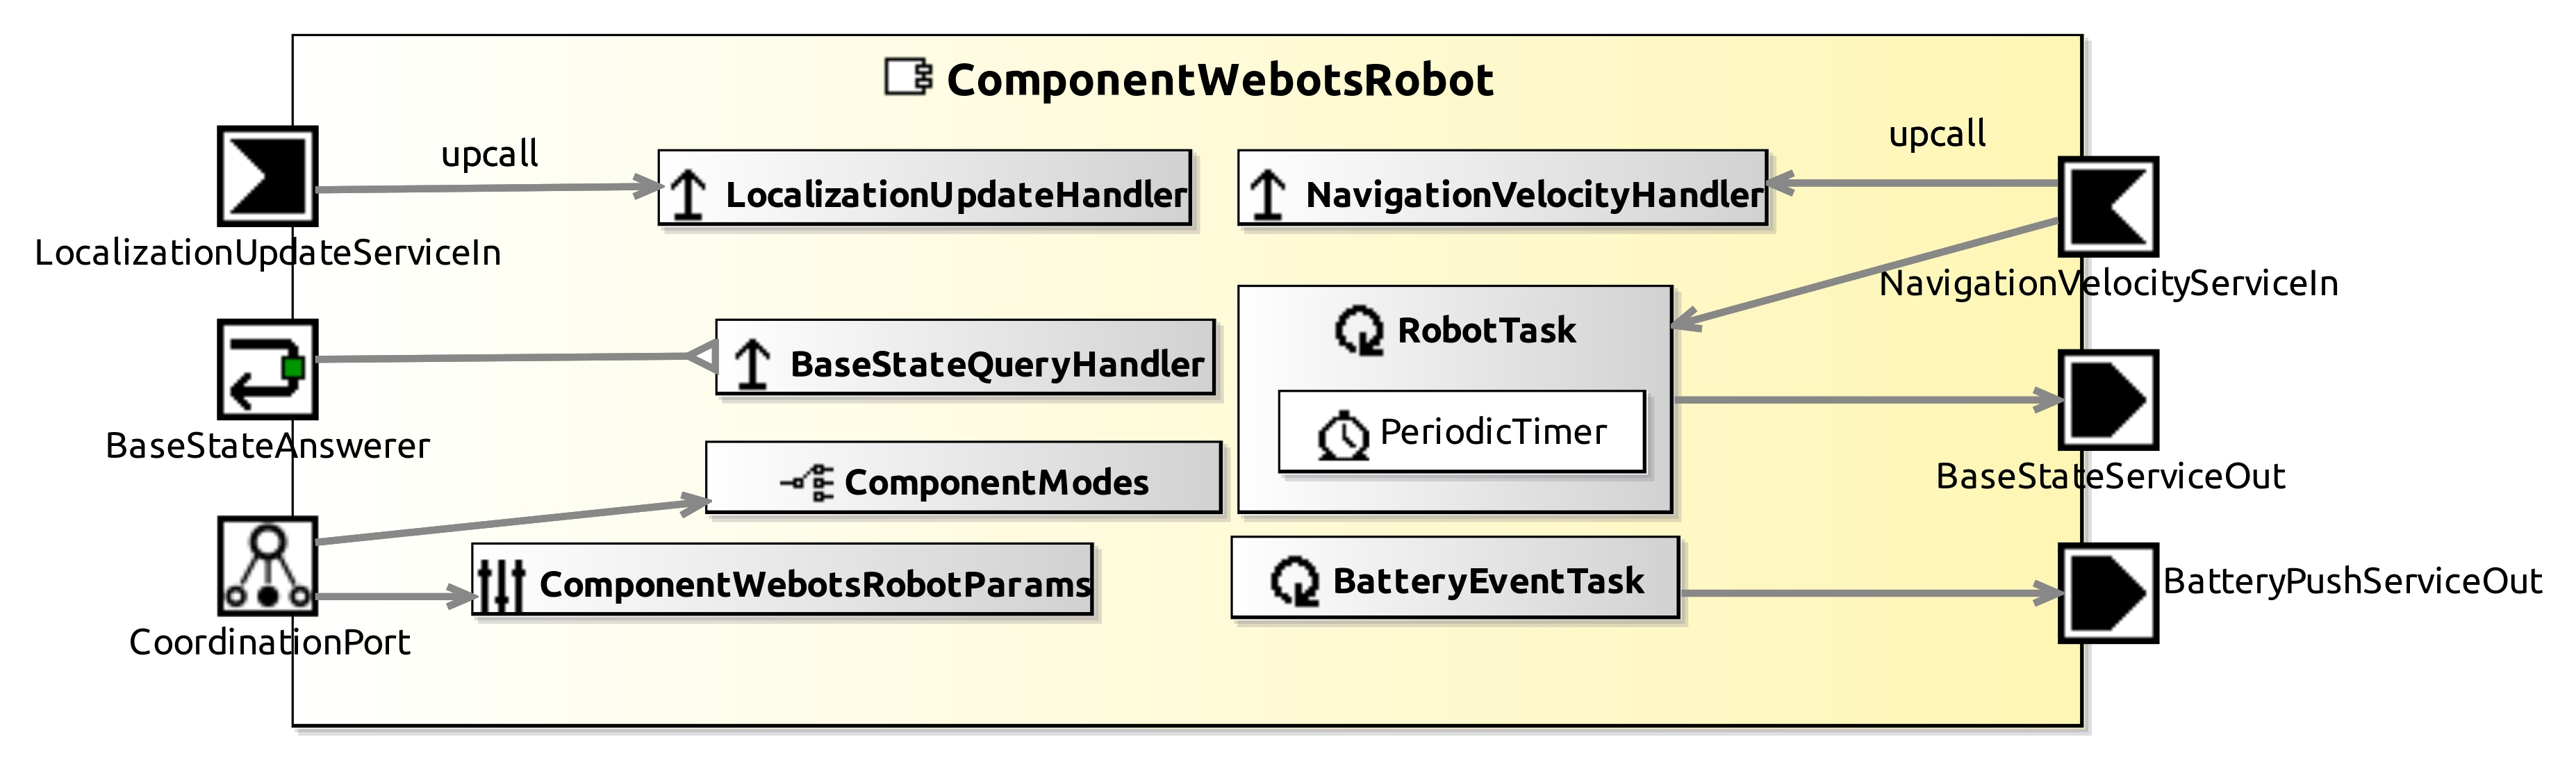 ComponentWebotsRobot
upcall
upcall
LocalizationUpdateHandler
NavigationVelocityHandler
LocalizationUpdateServiceIn
NavigationVelocityServiceIn
RobotTask
BaseStateQueryHandler
PeriodicTimer
BaseStateAnswerer
BaseStateServiceOut
ComponentModes
ComponentWebotsRobotParams
BatteryEventTask
BatteryPushServiceOut
CoordinationPort